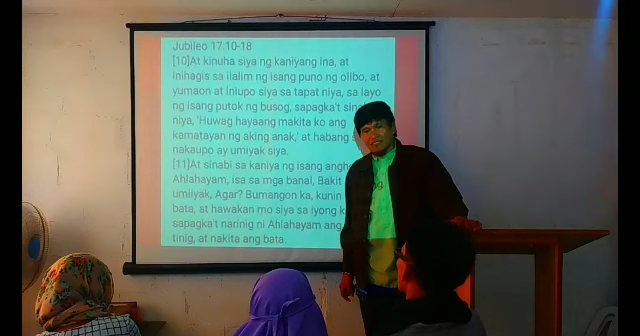 Jubileo 17:10-18
[10]At kinuha siya ng kaniyang ina, at
inihagis sa ilalim ng isang puno ng olibo, at
yumaon at iniupo siya sa tapat niya, sa layo
ng isang putok ng busog, sapagka't
niya, 'Huwag hayaang makita ko ang
kamatayan ng aking anak,' at habang
nakaupo ay umiyak siya.
[11]At sinabi sa kaniya ng isang
Ahlahayam, isa sa mga banal, Bakit
umiiyak, Agar? Bumangon ka, kunin
bata, at hawakan mo siya sa iyong
sapagka't narinig ni Ahlahayam ang
tinig, at nakita ang bata.